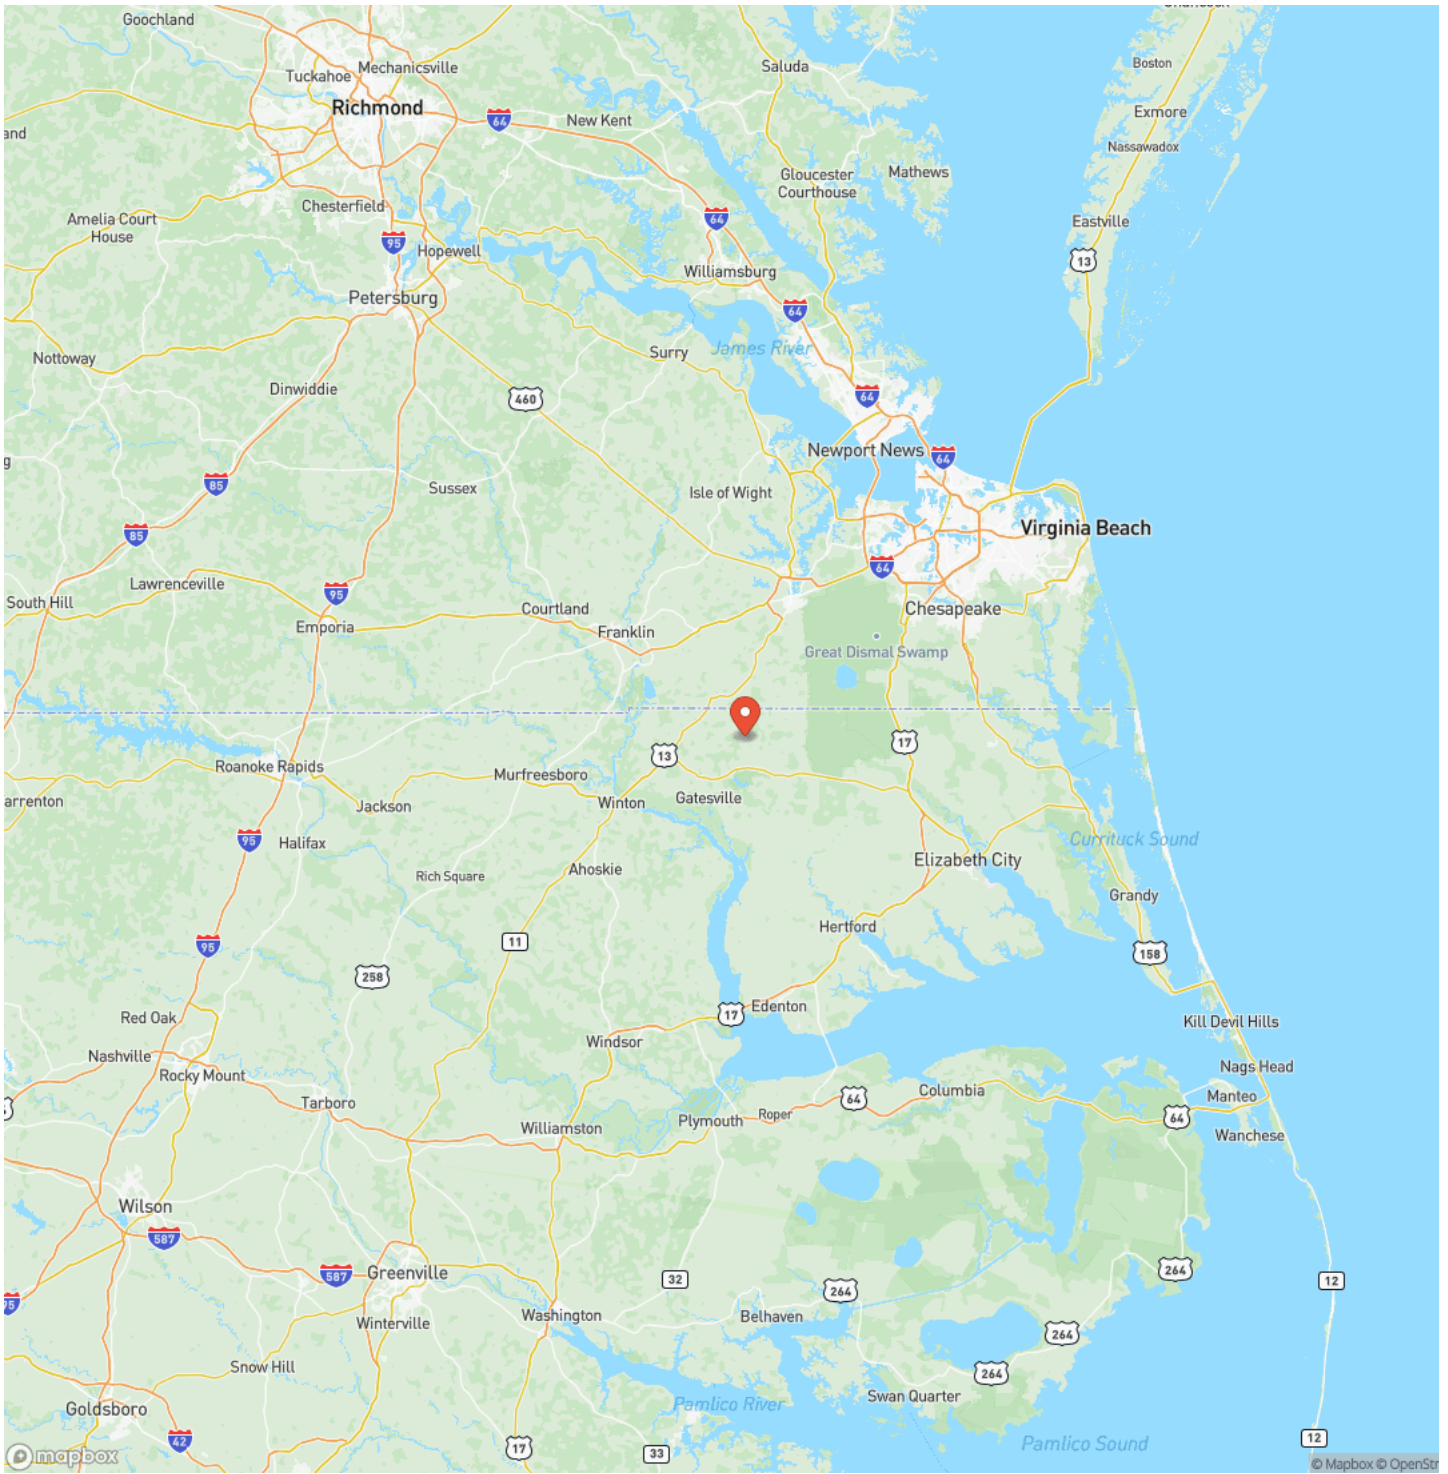 Goochland
Tuckahoe
Mechanicsville
Richmond
64
New Kent
Saluda
Boston
Exmore
Nassawadox
Gloucester
Courthouse
Mathews
Chesterfield
Amelia Court
House
95
Hopewell
64
Eastville
13
Williamsburg
Petersburg
64
Nottoway
Surry
James River
Dinwiddie
460
64
Newport News
64
85
Sussex
Isle of Wight
Virginia Beach
85
64
Lawrenceville
95
South Hill
Courtland
Chesapeake
Emporia
Franklin
Great Dismal Swamp
17
13
Roanoke Rapids
Murfreesboro
arrenton
Jackson
Winton
Gatesville
95
Halifax
Currituck Sound
Ahoskie
Rich Square
Elizabeth City
Grandy
Hertford
11
95
258
158
Edenton
17
Red Oak
Kill Devil Hills
Windsor
Nashville
Nags Head
Rocky Mount
Columbia
Manteo
64
Tarboro
Roper
64
Plymouth
Williamston
Wanchese
Wilson
587
264
Greenville
587
32
12
264
95
Washington
Belhaven
Winterville
264
Snow Hill
264
Swan Quarter
Goldsboro
Pamlico River
42
17
33
Pamlico Sound
12
mapbox
© Mapbox © OpenStr